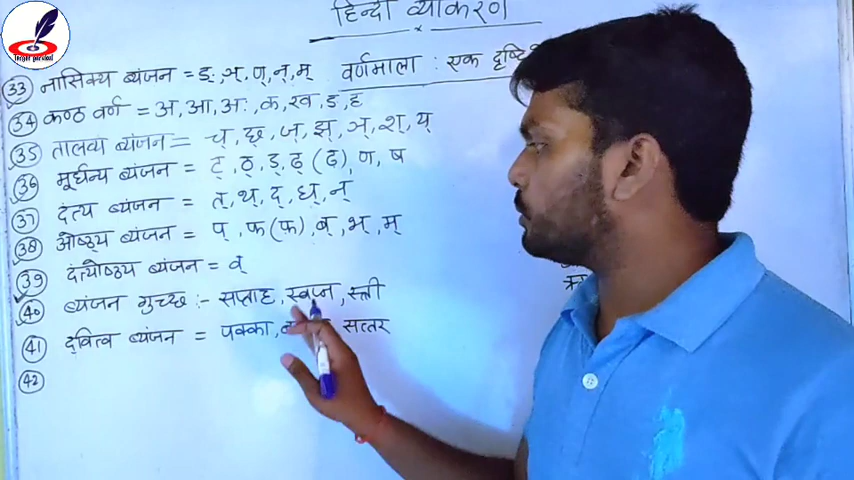 हिन्दी व्याकरण
वर्णमाला : एक
33 नासिक्य व्यंजन = ङ्, ञ्, ण्, न्, म्
34 कण्ठ वर्ण = अ, आ, अः, क, ख, ङ, ह
35 तालव्य व्यंजन = च्, छ्, ज्, झ्, ञ्, श्, य्
36 मूर्धन्य व्यंजन = ट्, ठ्, ड्, ढ् (ढ़), ण, ष
37 दंत्य व्यंजन = त्, थ्, द्, ध्, न्
38 ओष्ठ्य व्यंजन = प्, फ (फ़), ब्, भ्, म्
39 दंत्योष्ठ्य व्यंजन = व्
40 व्यंजन गुच्छ :- सप्ताह, स्वप्न, स्त्री
41 द्वित्व व्यंजन = पक्का, सत्तर
42